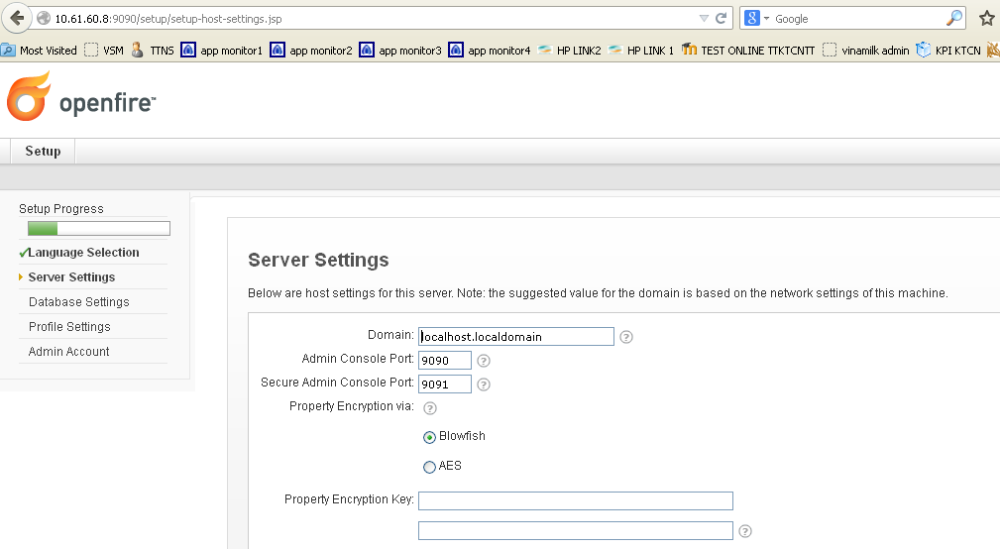 10.61.60.8:9090/setup/setup-host-settings.jsp
Google
Most Visited VSM TTNS app monitor1 app monitor2 app monitor3 app monitor4 HP LINK2 HP LINK 1 TEST ONLINE TTKTCNTT vinamilk admin KPI KTCN
openfire™
Setup
Setup Progress
Language Selection
Server Settings
Database Settings
Profile Settings
Admin Account
Server Settings
Below are host settings for this server. Note: the suggested value for the domain is based on the network settings of this machine.
Domain: localhost.localdomain ?
Admin Console Port: 9090 ?
Secure Admin Console Port: 9091 ?
Property Encryption via: ?
Blowfish
AES
Property Encryption Key:
?